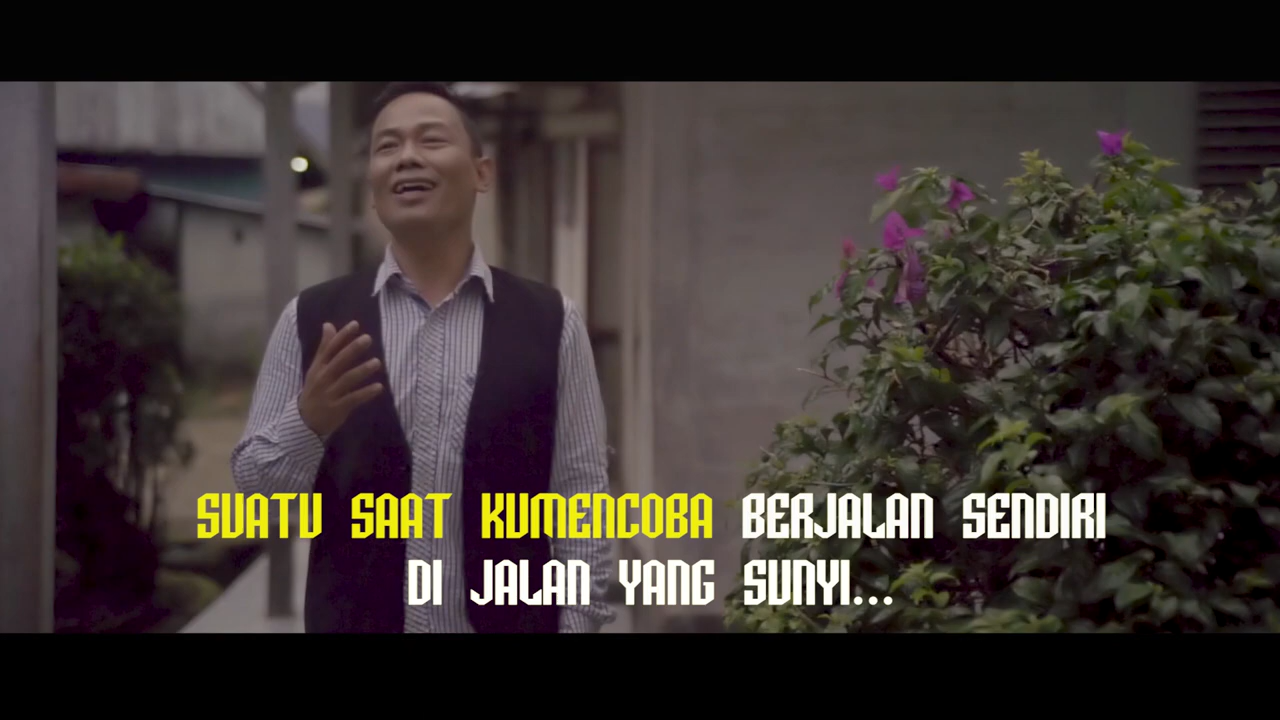 SUATU SAAT KUMENCOBA BERJALAN SENDIRI
DI JALAN YANG SUNYI...